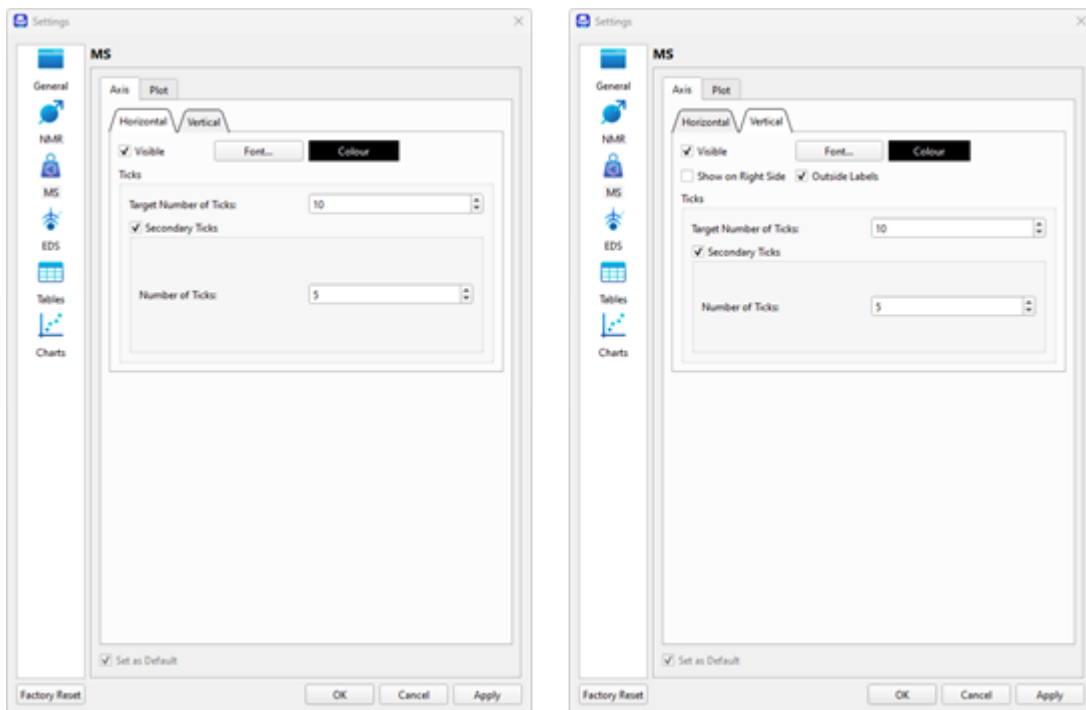 Settings
MS
General
NMR
MS
EDS
Tables
Charts
Axis Plot
Horizontal Vertical
Visible Font... Colour
Ticks
Target Number of Ticks: 10
Secondary Ticks
Number of Ticks: 5
Set as Default
Factory Reset OK Cancel Apply
Settings
MS
General
NMR
MS
EDS
Tables
Charts
Axis Plot
Horizontal Vertical
Visible Font... Colour
Show on Right Side Outside Labels
Ticks
Target Number of Ticks: 10
Secondary Ticks
Number of Ticks: 5
Set as Default
Factory Reset OK Cancel Apply